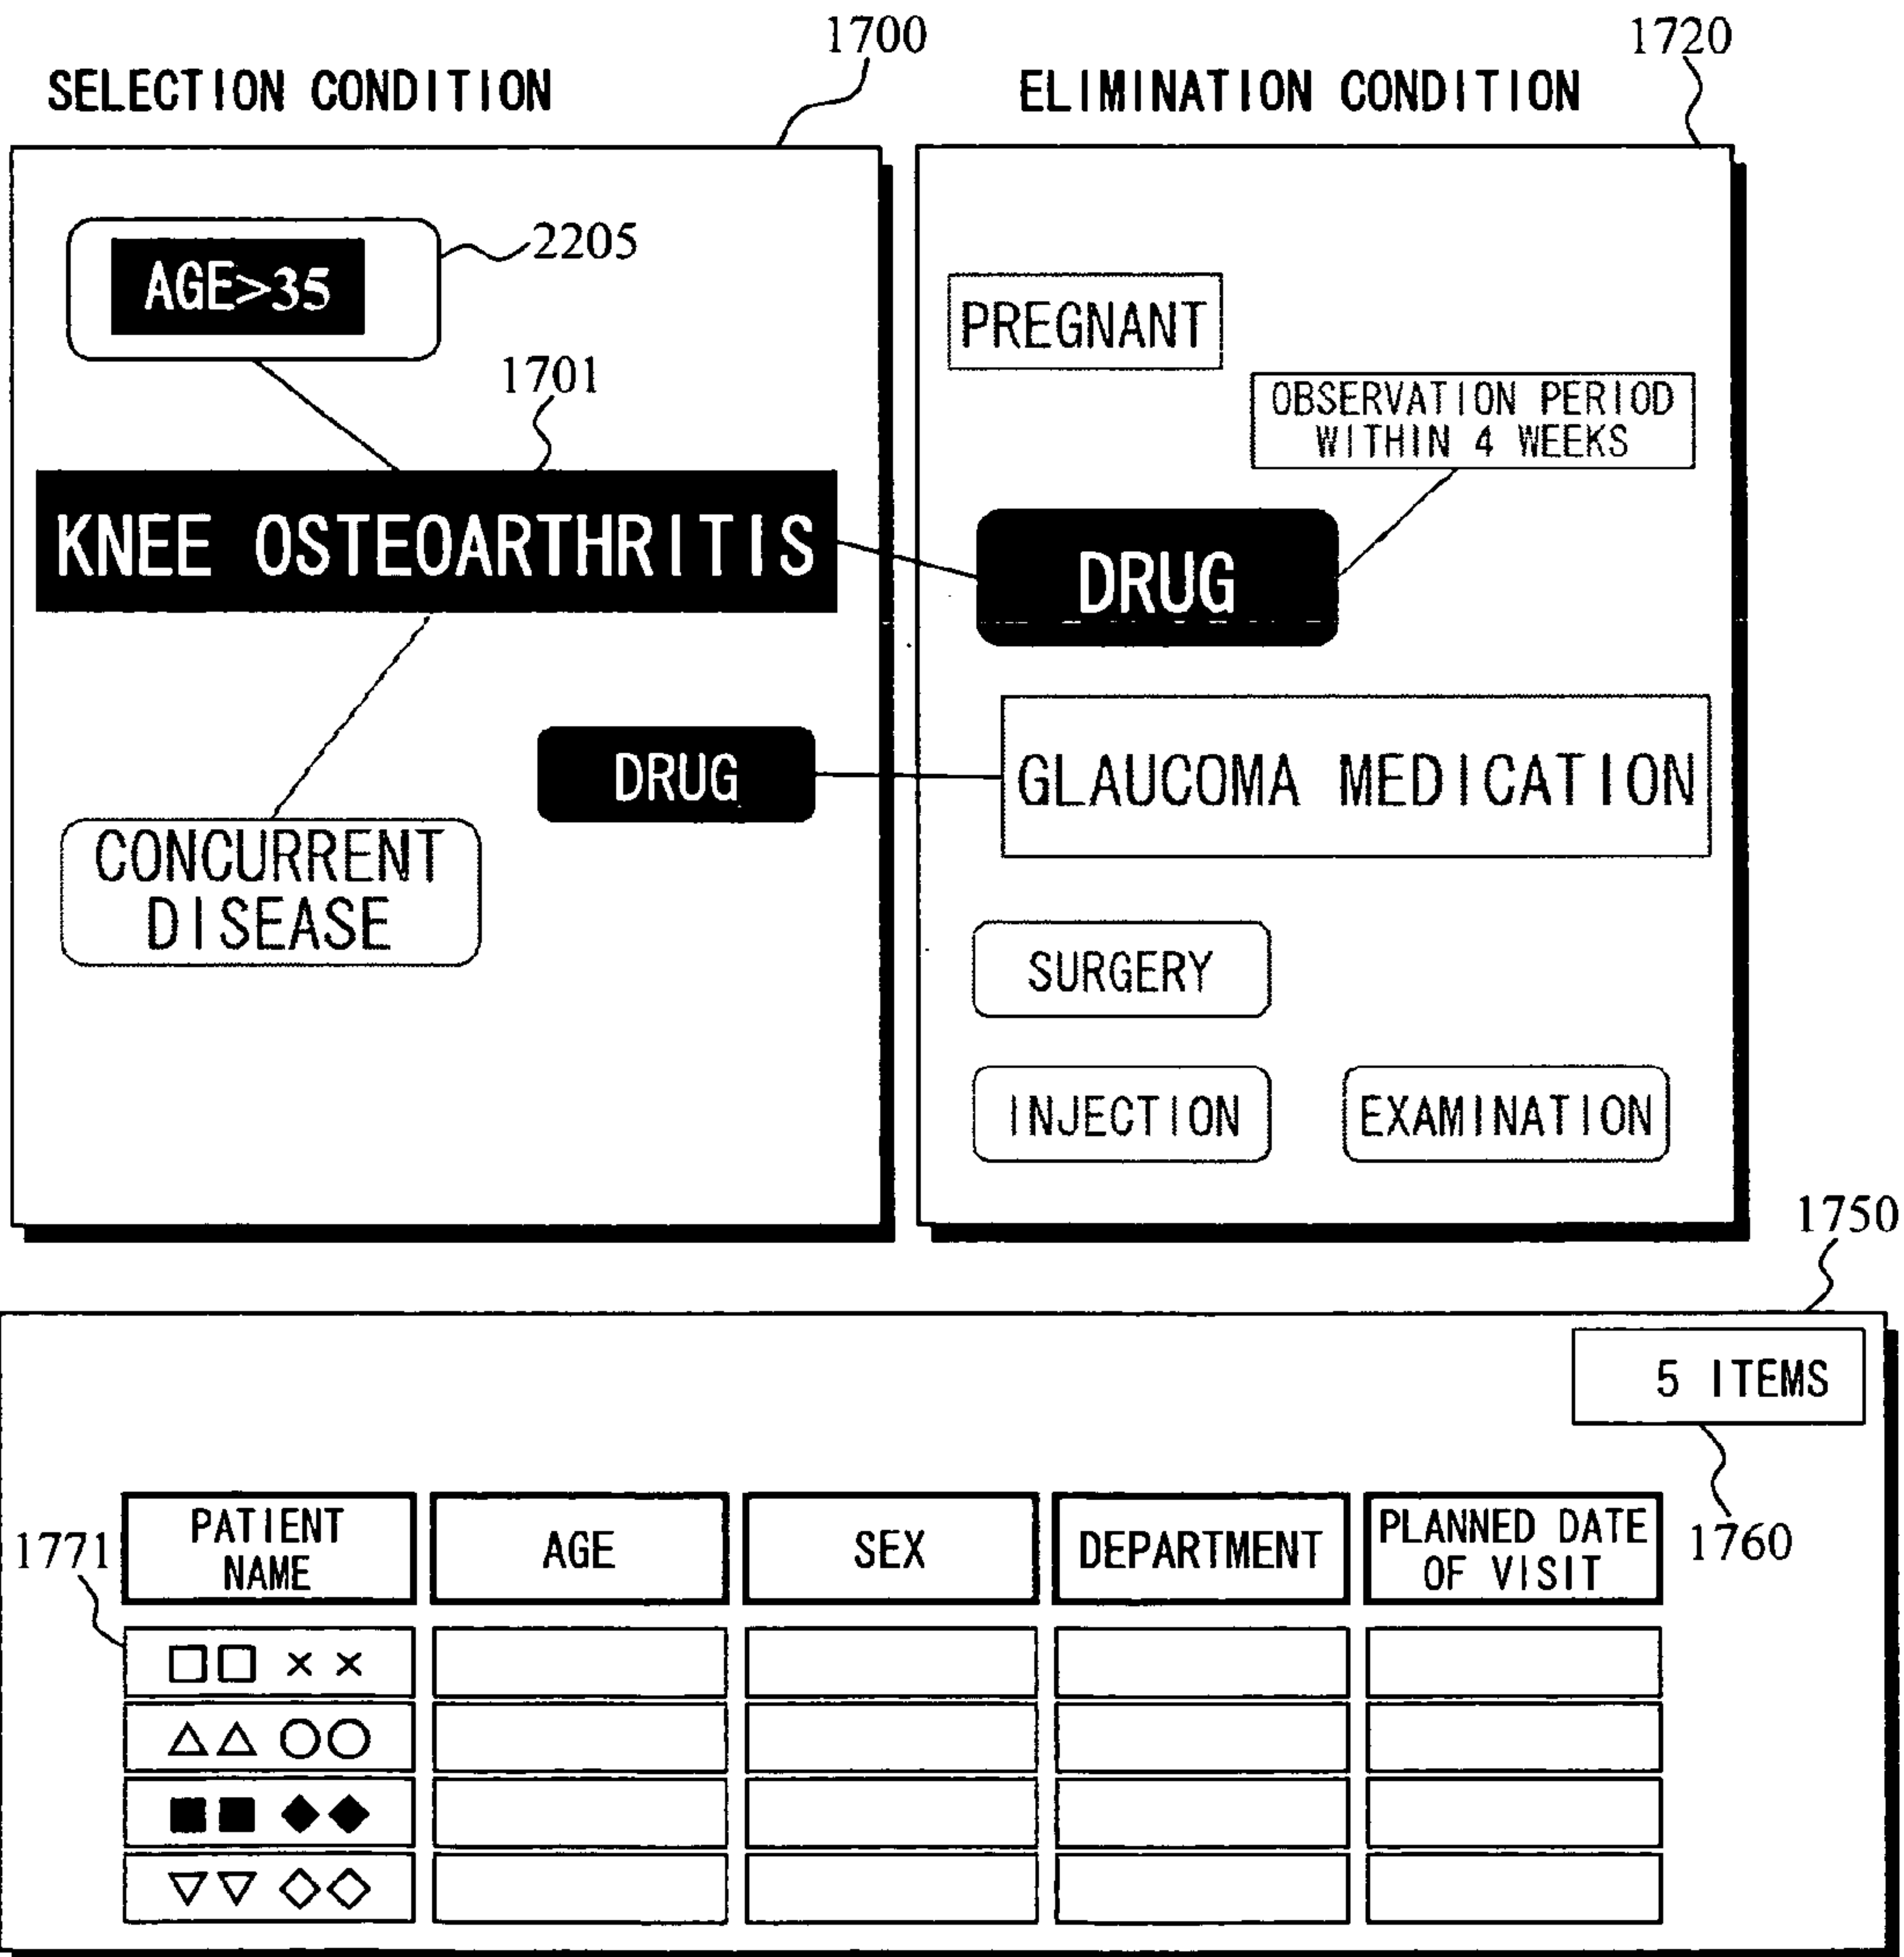 1700
1720
SELECTION CONDITION
ELIMINATION CONDITION
AGE>35
2205
1701
KNEE OSTEOARTHRITIS
DRUG
CONCURRENT
DISEASE
PREGNANT
OBSERVATION PERIOD
WITHIN 4 WEEKS
DRUG
GLAUCOMA MEDICATION
SURGERY
INJECTION
EXAMINATION
1750
5 ITEMS
1760
1771
PATIENT
NAME
AGE
SEX
DEPARTMENT
PLANNED DATE
OF VISIT
□□ ××
△△ ○○
■■ ◆◆
▽▽ ◇◇